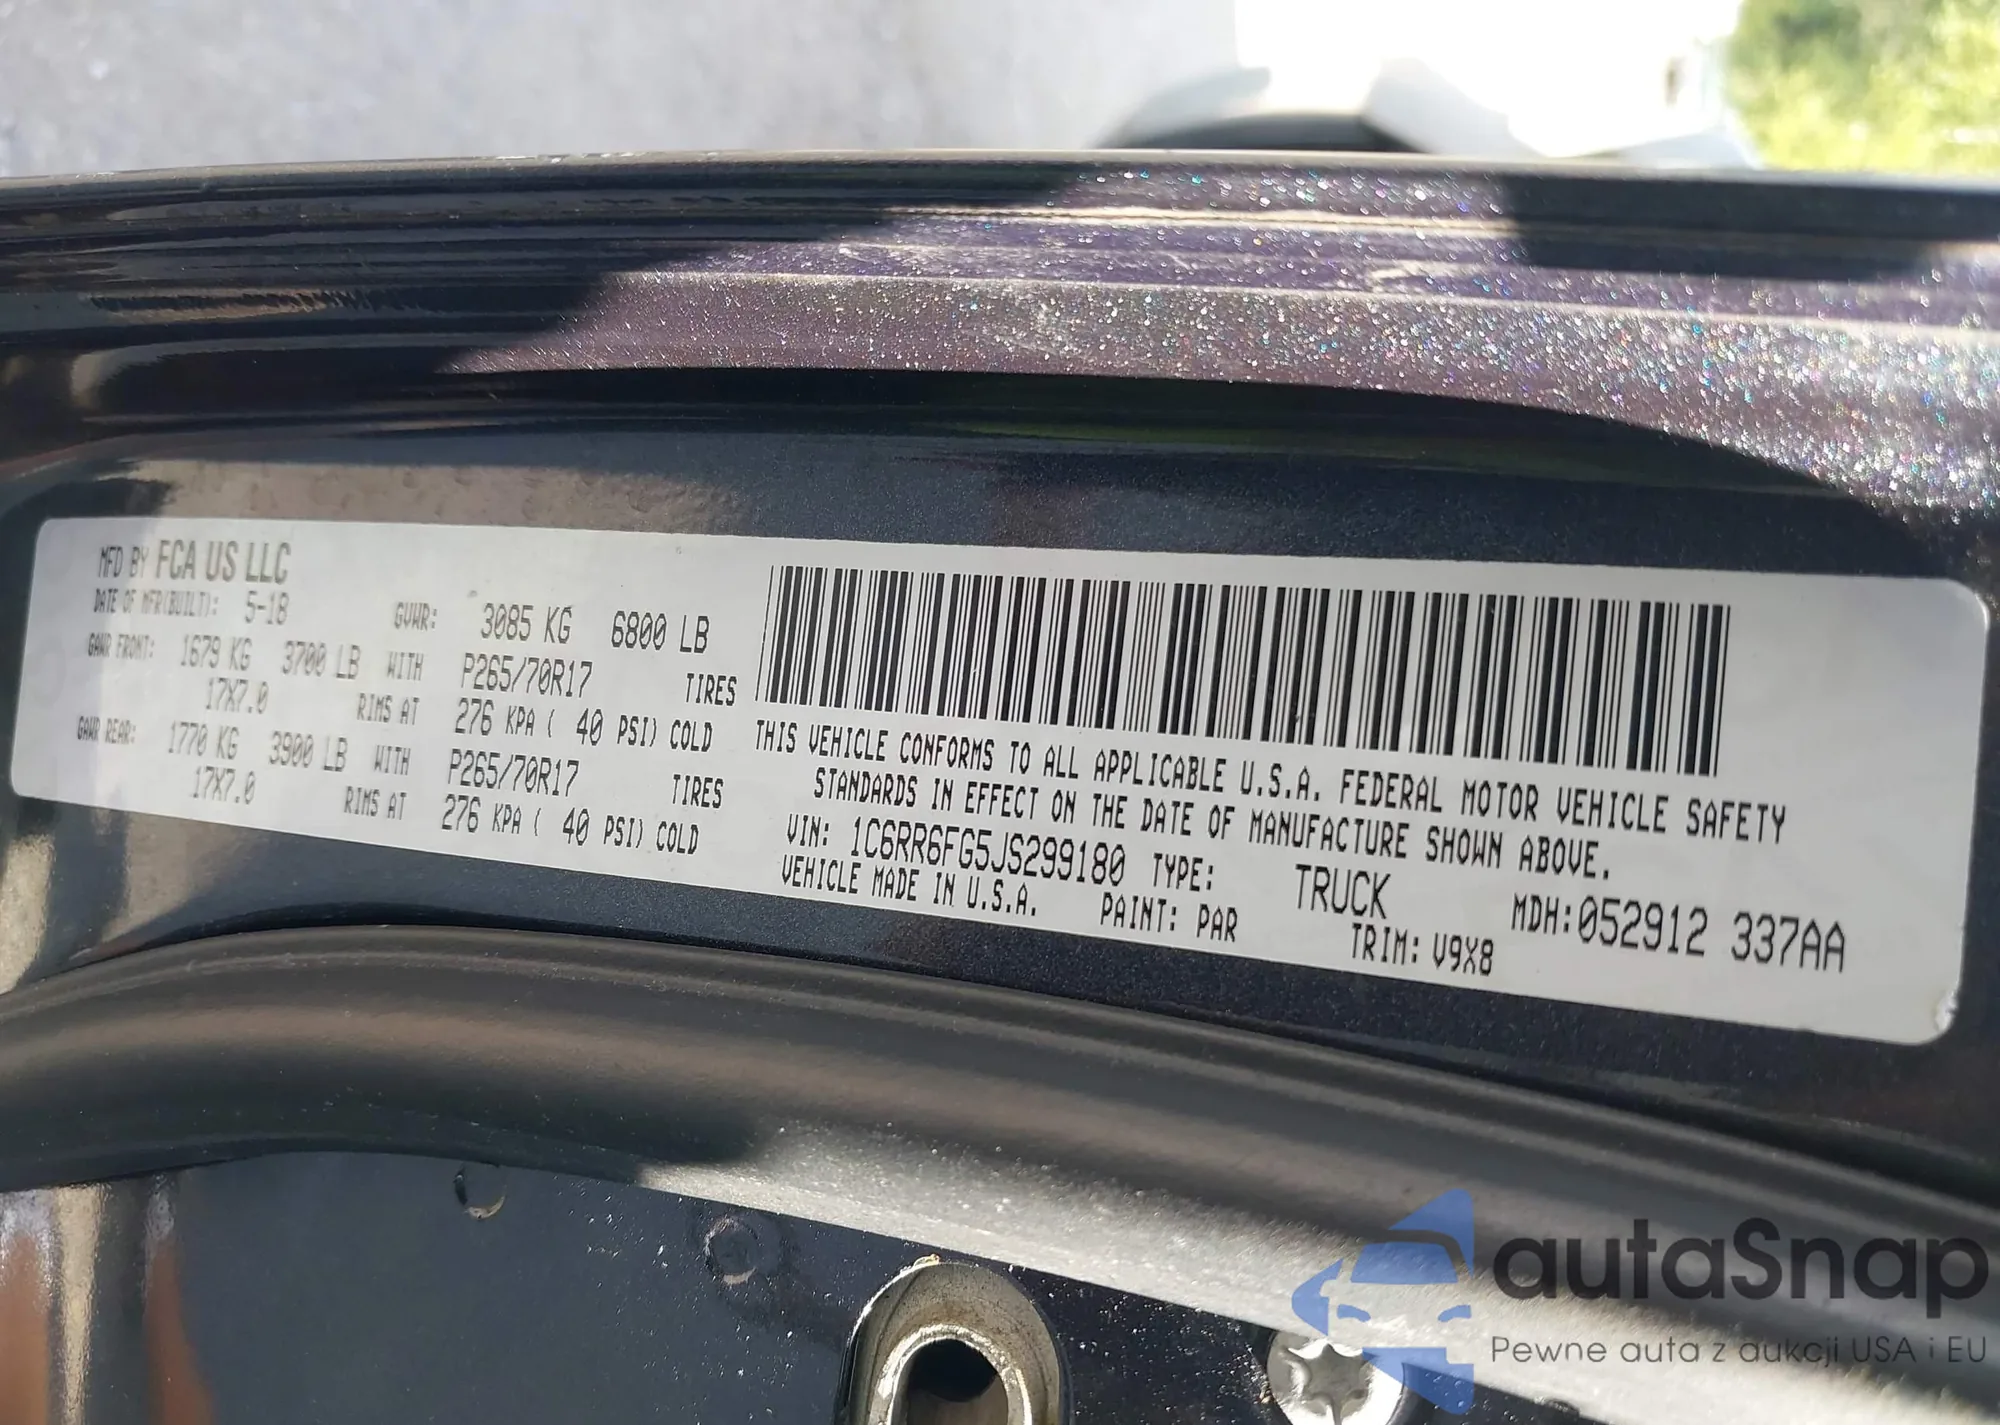 MFD BY FCA US LLC
DATE OF MFR(BUILT): 5-18 GVWR: 3085 KG 6800 LB
GAWR FRONT: 1679 KG 3700 LB WITH P265/70R17 TIRES
17X7.0 RIMS AT 276 KPA ( 40 PSI) COLD
GAWR REAR: 1770 KG 3900 LB WITH P265/70R17 TIRES
17X7.0 RIMS AT 276 KPA ( 40 PSI) COLD
THIS VEHICLE CONFORMS TO ALL APPLICABLE U.S.A. FEDERAL MOTOR VEHICLE SAFETY
STANDARDS IN EFFECT ON THE DATE OF MANUFACTURE SHOWN ABOVE.
VIN: 1C6RR6FG5JS299180 TYPE: TRUCK MDH:052912 337AA
VEHICLE MADE IN U.S.A. PAINT: PAR TRIM: V9X8
autaSnap
Pewne auta z aukcji USA i EU